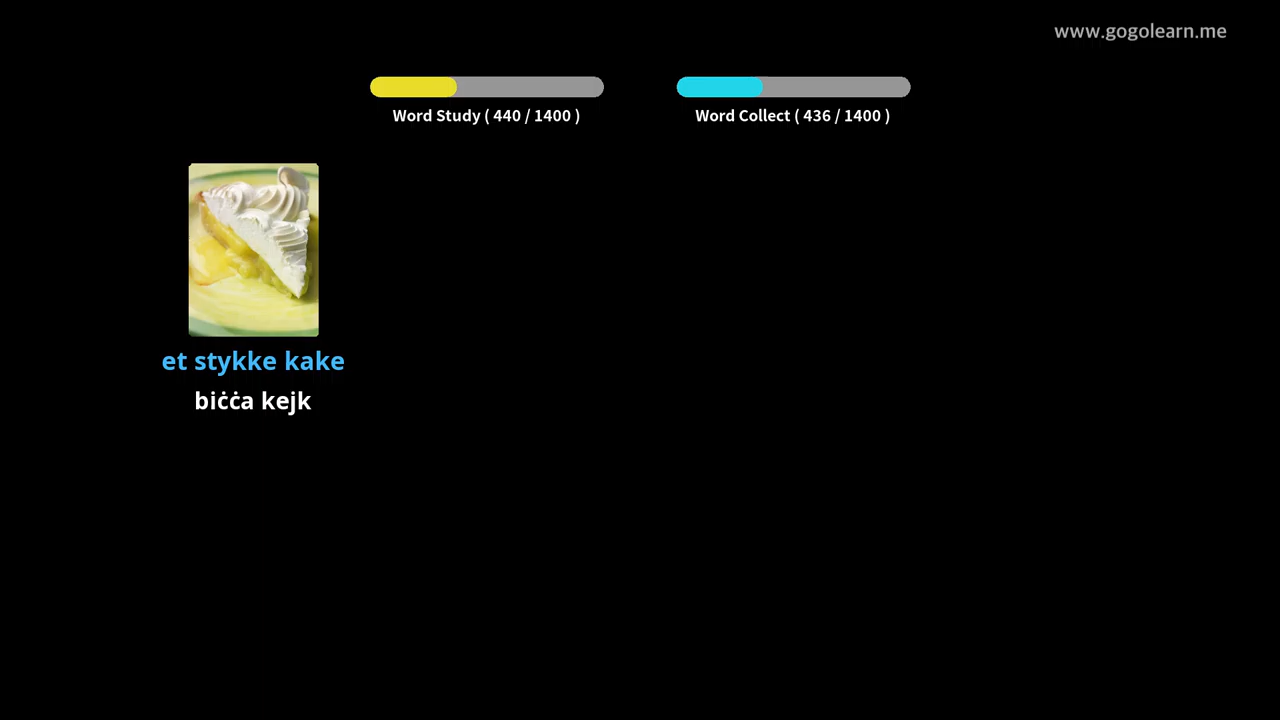 www.gogolearn.me
Word Study ( 440 / 1400 )
Word Collect ( 436 / 1400 )
et stykke kake
biċċa kejk